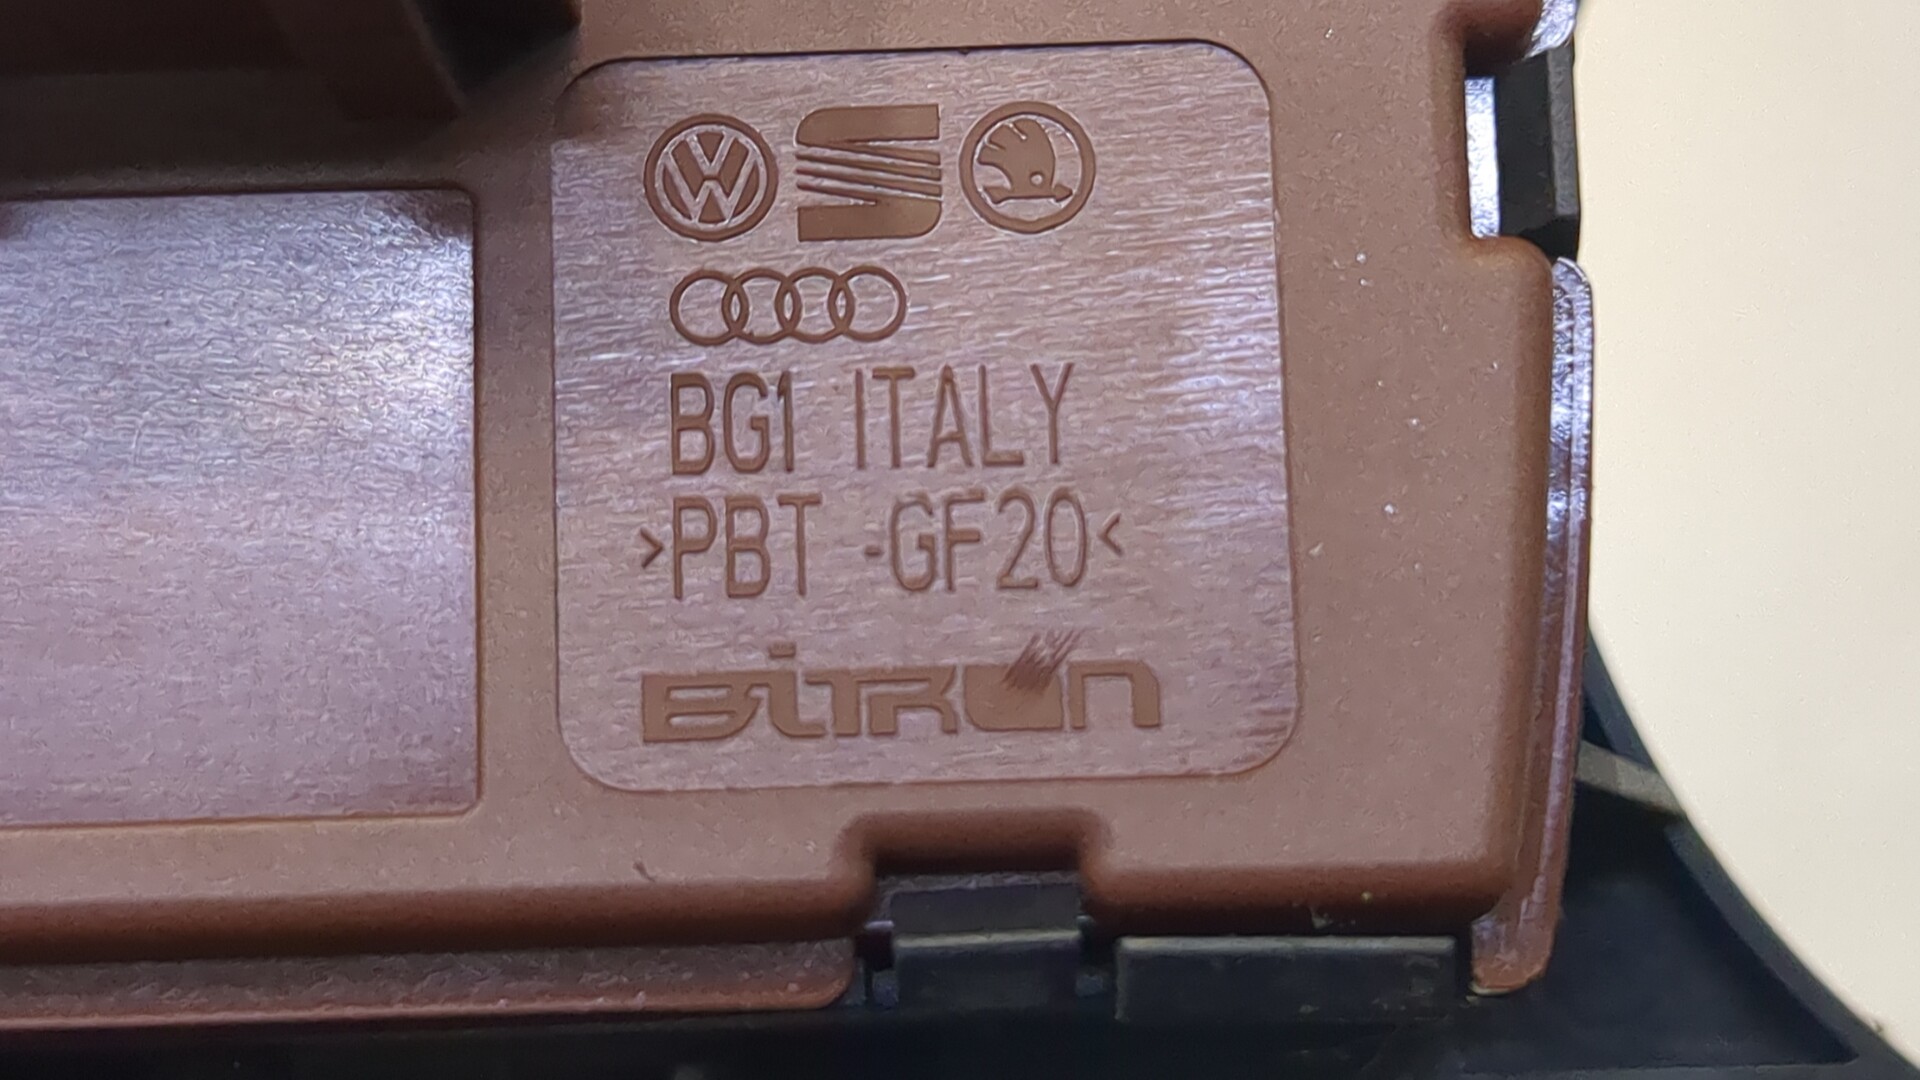 BG1 ITALY
>PBT -GF20<
BiTRON